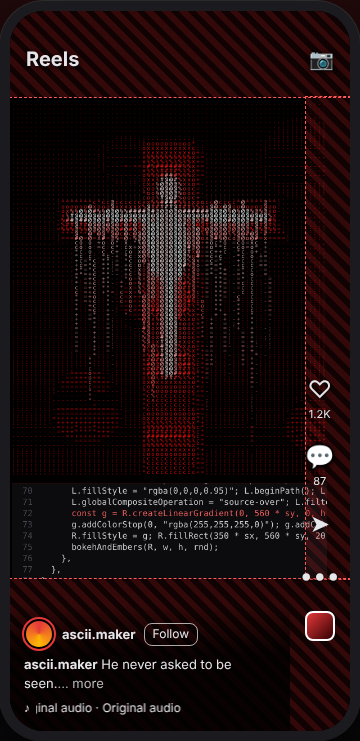 Reels
1.2K
87
70 L.fillStyle = "rgba(0,0,0,0.95)"; L.beginPath(); L
71 L.globalCompositeOperation = "source-over"; L.filt
72 const g = R.createLinearGradient(0, 560 * sy, 0, h
73 g.addColorStop(0, "rgba(255,255,255,0)"); g.add
74 R.fillStyle = g; R.fillRect(350 * sx, 560 * sy, 20
75 bokehAndEmbers(R, w, h, rnd);
76 },
77 },
ascii.maker Follow
ascii.maker He never asked to be
seen.... more
♪ inal audio · Original audio